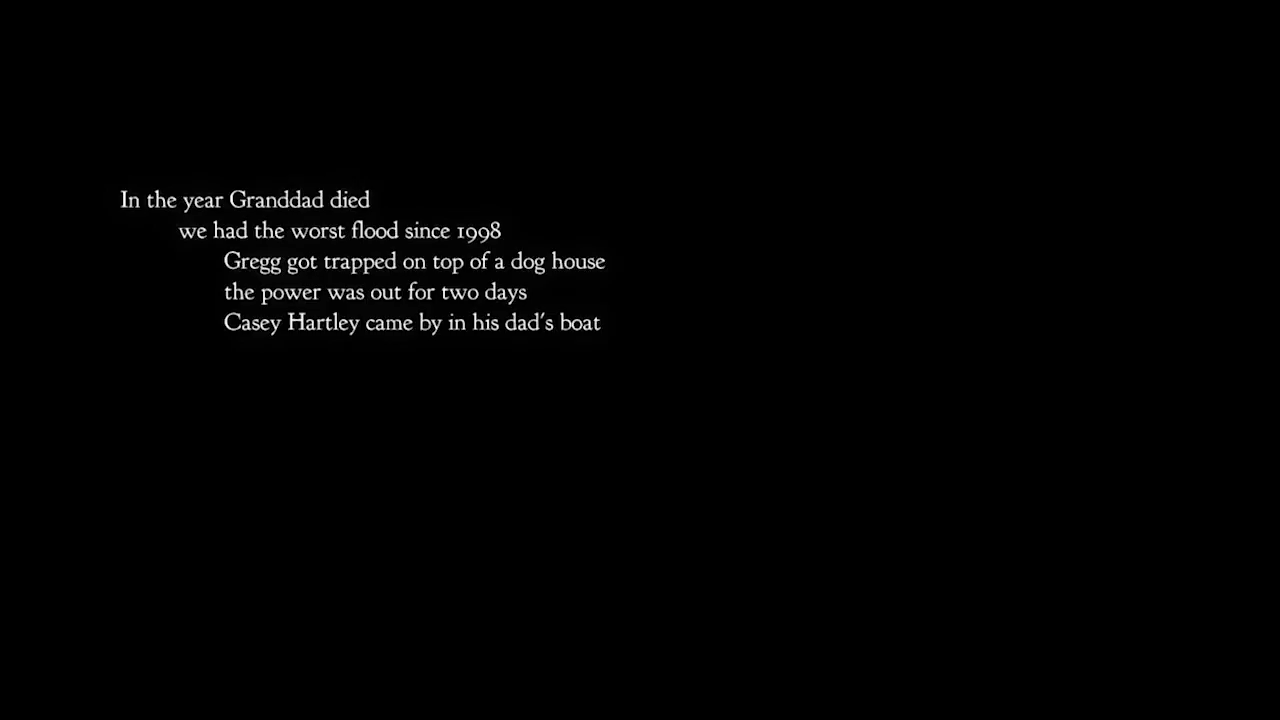 In the year Granddad died
we had the worst flood since 1998
Gregg got trapped on top of a dog house
the power was out for two days
Casey Hartley came by in his dad's boat